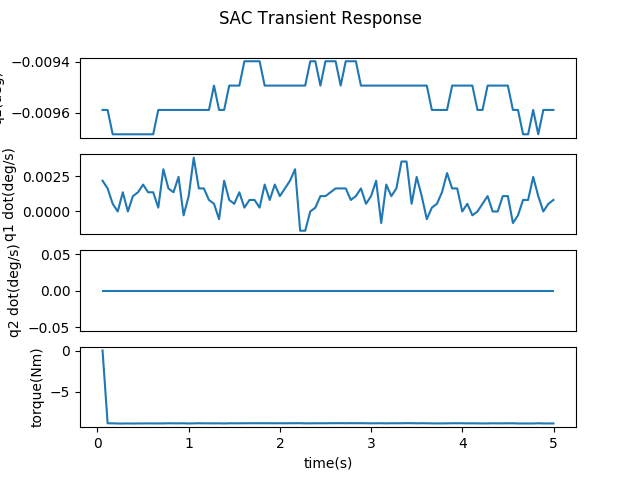 SAC Transient Response
−0.0094
−0.0096
0.0025
0.0000
q1 dot(deg/s)
0.05
0.00
−0.05
q2 dot(deg/s)
0
−5
torque(Nm)
0 1 2 3 4 5
time(s)